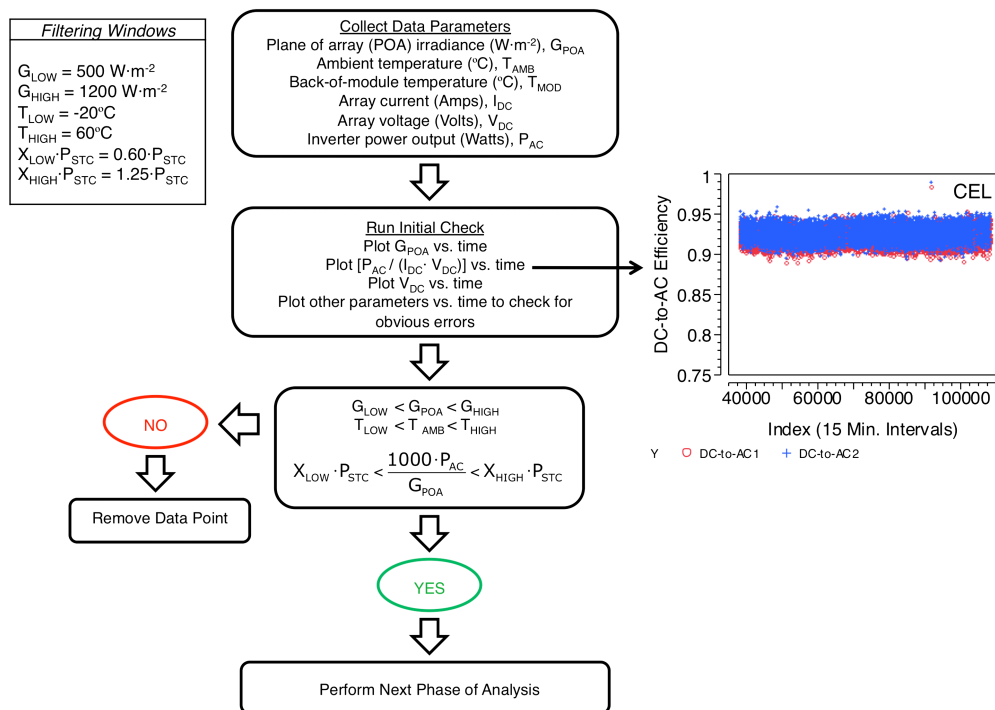 Filtering Windows
G_LOW = 500 W·m-2
G_HIGH = 1200 W·m-2
T_LOW = -20ºC
T_HIGH = 60ºC
X_LOW·P_STC = 0.60·P_STC
X_HIGH·P_STC = 1.25·P_STC
Collect Data Parameters
Plane of array (POA) irradiance (W·m-2), G_POA
Ambient temperature (ºC), T_AMB
Back-of-module temperature (ºC), T_MOD
Array current (Amps), I_DC
Array voltage (Volts), V_DC
Inverter power output (Watts), P_AC
Run Initial Check
Plot G_POA vs. time
Plot [P_AC / (I_DC· V_DC)] vs. time
Plot V_DC vs. time
Plot other parameters vs. time to check for
obvious errors
CEL
DC-to-AC Efficiency
1
0.95
0.9
0.85
0.8
0.75
40000 60000 80000 100000
Index (15 Min. Intervals)
Y DC-to-AC1 DC-to-AC2
G_LOW < G_POA < G_HIGH
T_LOW < T_AMB < T_HIGH
X_LOW·P_STC < 1000·P_AC / G_POA < X_HIGH·P_STC
NO
Remove Data Point
YES
Perform Next Phase of Analysis